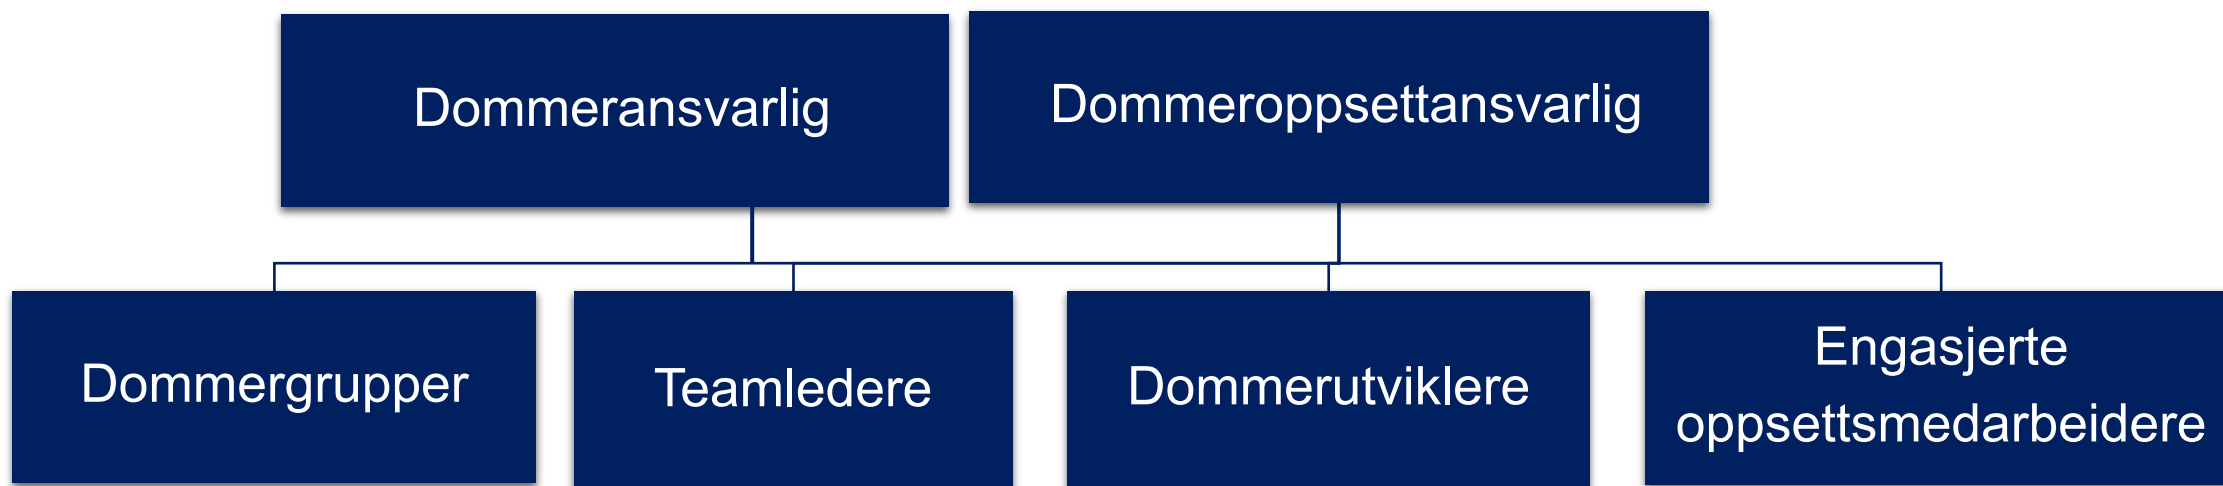 Dommeransvarlig
Dommeroppsettansvarlig
Dommergrupper
Teamledere
Dommerutviklere
Engasjerte
oppsettsmedarbeidere